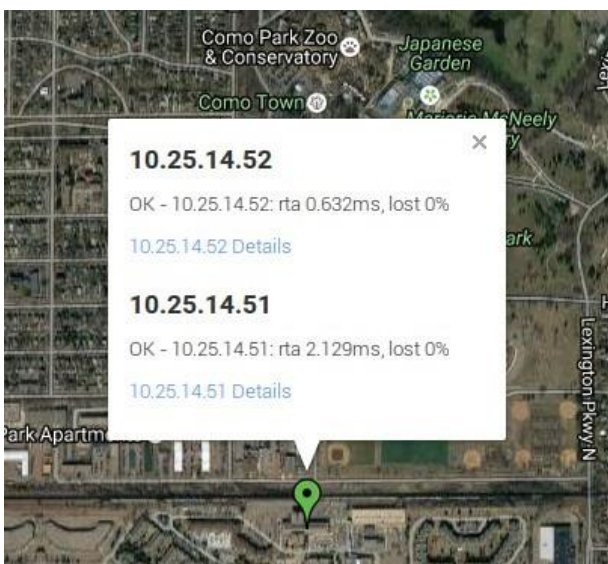 Como Park Zoo
& Conservatory
Japanese
Garden
Como Town
Neely
10.25.14.52
OK - 10.25.14.52: rta 0.632ms, lost 0%
10.25.14.52 Details
10.25.14.51
OK - 10.25.14.51: rta 2.129ms, lost 0%
10.25.14.51 Details
Lexington Pkwy N
Park